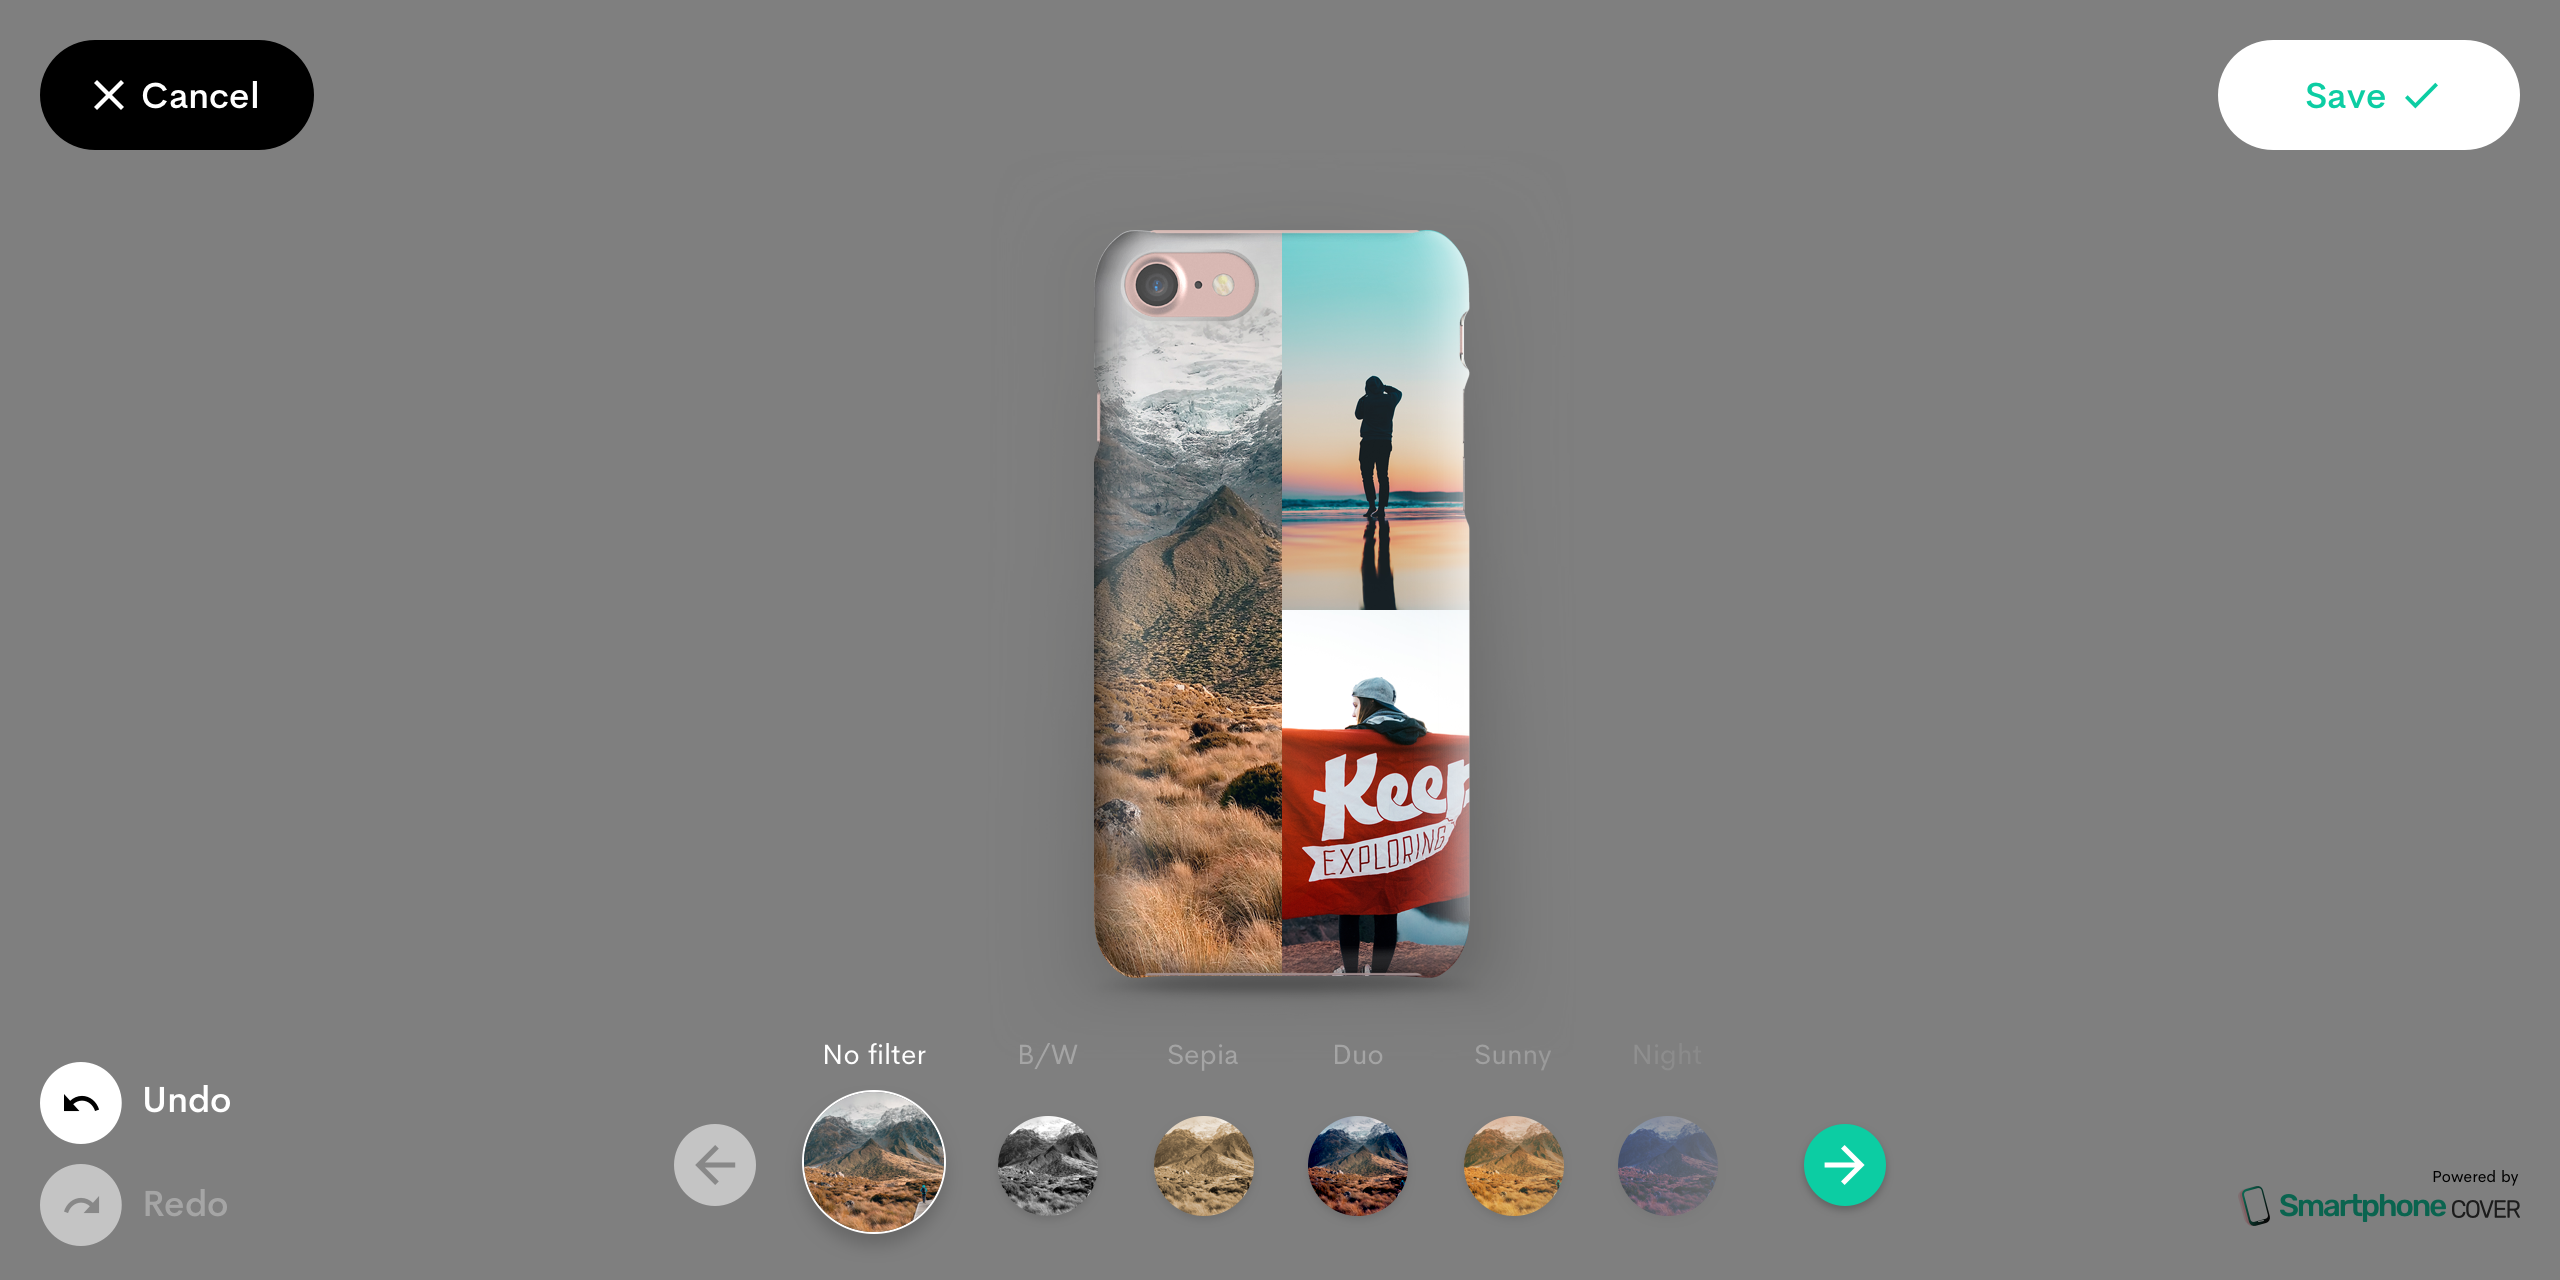 Cancel
Save
Keep
EXPLORING
No filter
B/W
Sepia
Duo
Sunny
Night
Undo
Redo
Powered by
Smartphone COVER